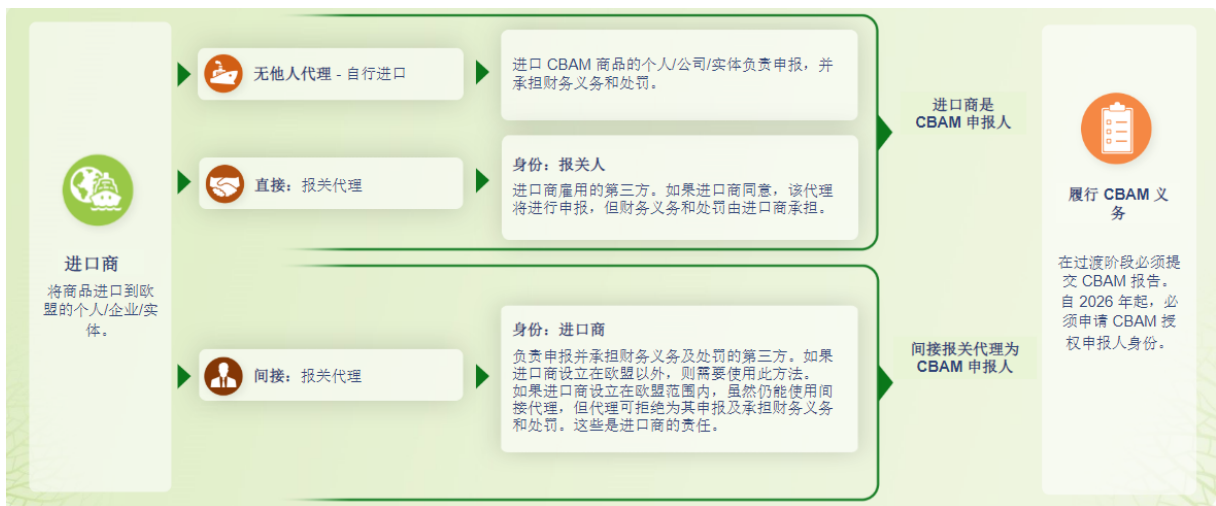 进口商
将商品进口到欧
盟的个人/企业/实
体。
无他人代理 - 自行进口
进口 CBAM 商品的个人/公司/实体负责申报，并
承担财务义务和处罚。
直接：报关代理
身份：报关人
进口商雇用的第三方。如果进口商同意，该代理
将进行申报，但财务义务和处罚由进口商承担。
进口商是
CBAM 申报人
间接：报关代理
身份：进口商
负责申报并承担财务义务及处罚的第三方。如果
进口商设立在欧盟以外，则需要使用此方法。
如果进口商设立在欧盟范围内，虽然仍能使用间
接代理，但代理可拒绝为其申报及承担财务义务
和处罚。这些是进口商的责任。
间接报关代理为
CBAM 申报人
履行 CBAM 义
务
在过渡阶段必须提
交 CBAM 报告。
自 2026 年起，必
须申请 CBAM 授
权申报人身份。